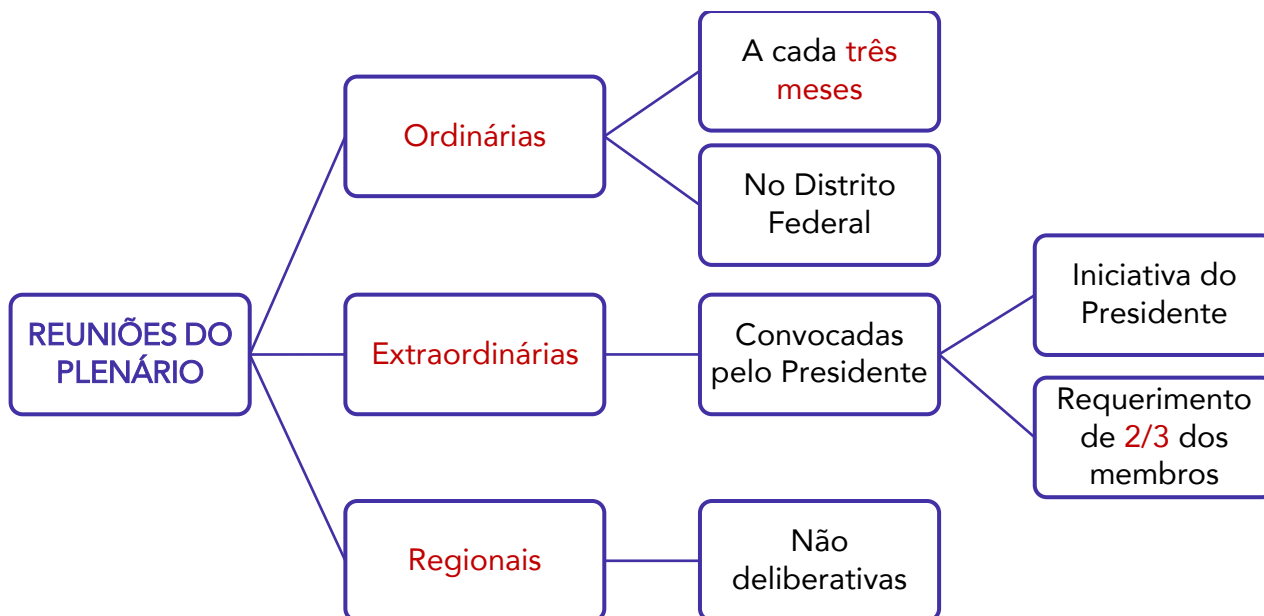 REUNIÕES DO
PLENÁRIO
Ordinárias
A cada três
meses
No Distrito
Federal
Extraordinárias
Convocadas
pelo Presidente
Iniciativa do
Presidente
Requerimento
de 2/3 dos
membros
Regionais
Não
deliberativas